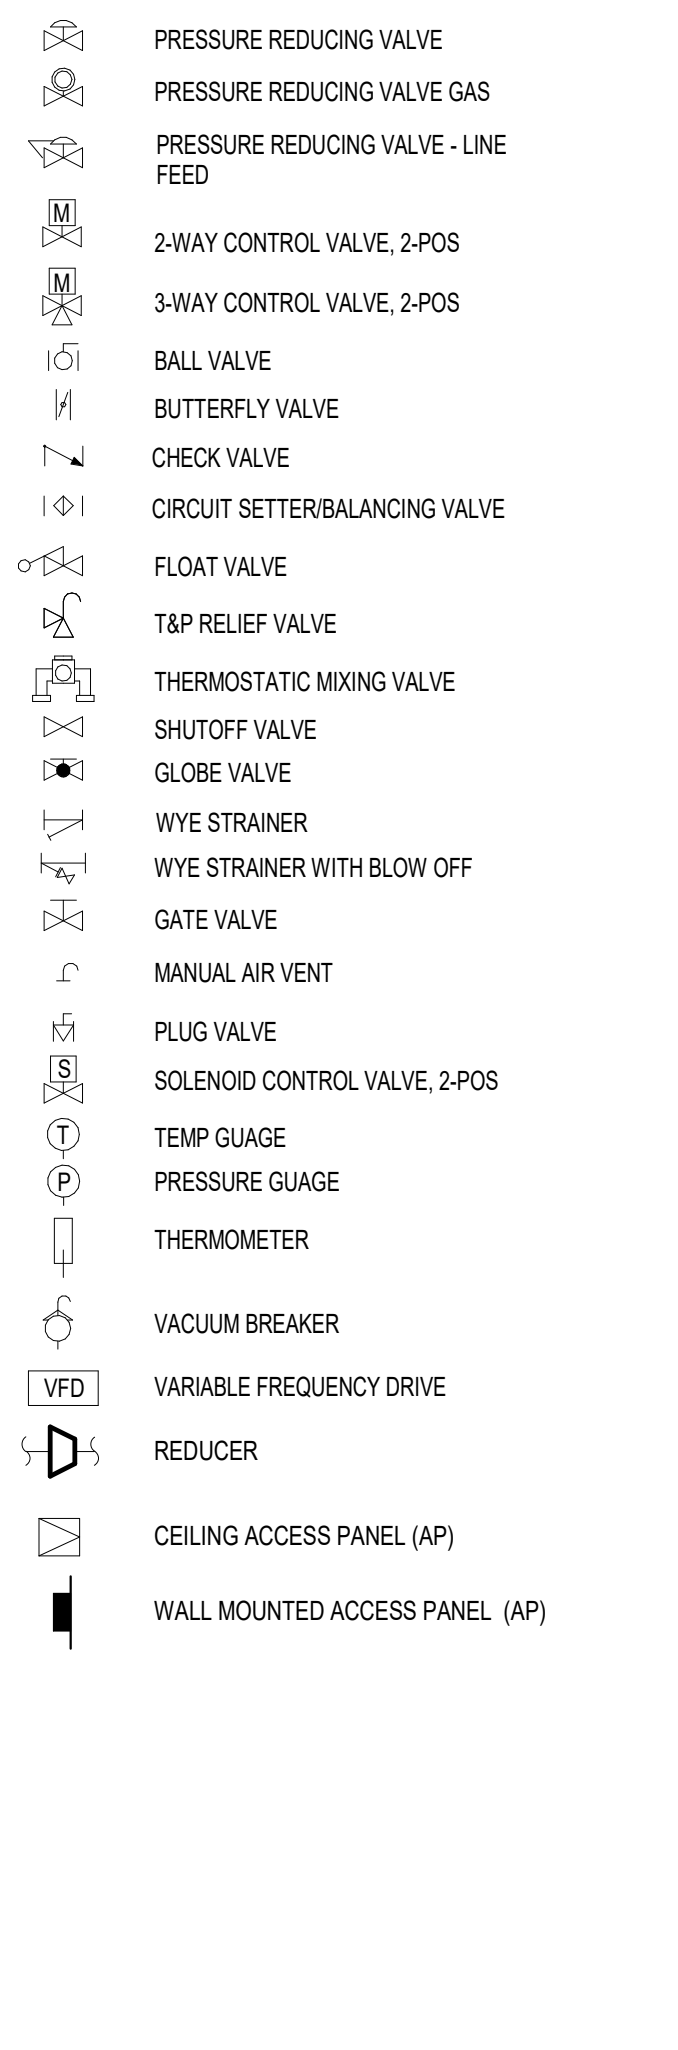 PRESSURE REDUCING VALVE
PRESSURE REDUCING VALVE GAS
PRESSURE REDUCING VALVE - LINE
FEED
M
2-WAY CONTROL VALVE, 2-POS
M
3-WAY CONTROL VALVE, 2-POS
BALL VALVE
BUTTERFLY VALVE
CHECK VALVE
CIRCUIT SETTER/BALANCING VALVE
FLOAT VALVE
T&P RELIEF VALVE
THERMOSTATIC MIXING VALVE
SHUTOFF VALVE
GLOBE VALVE
WYE STRAINER
WYE STRAINER WITH BLOW OFF
GATE VALVE
MANUAL AIR VENT
PLUG VALVE
S
SOLENOID CONTROL VALVE, 2-POS
T TEMP GUAGE
P PRESSURE GUAGE
THERMOMETER
VACUUM BREAKER
VFD VARIABLE FREQUENCY DRIVE
REDUCER
CEILING ACCESS PANEL (AP)
WALL MOUNTED ACCESS PANEL (AP)